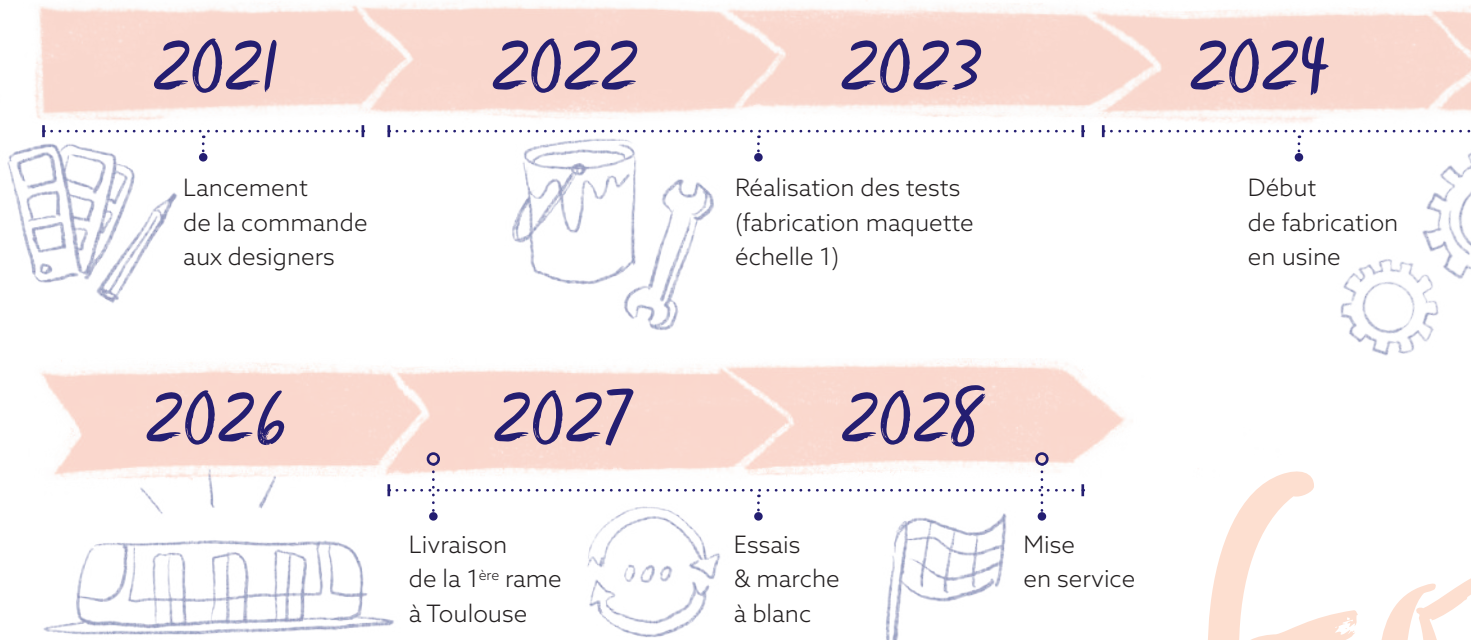 2021
2022
2023
2024
Lancement
de la commande
aux designers
Réalisation des tests
(fabrication maquette
échelle 1)
Début
de fabrication
en usine
2026
2027
2028
Livraison
de la 1ère rame
à Toulouse
Essais
& marche
à blanc
Mise
en service